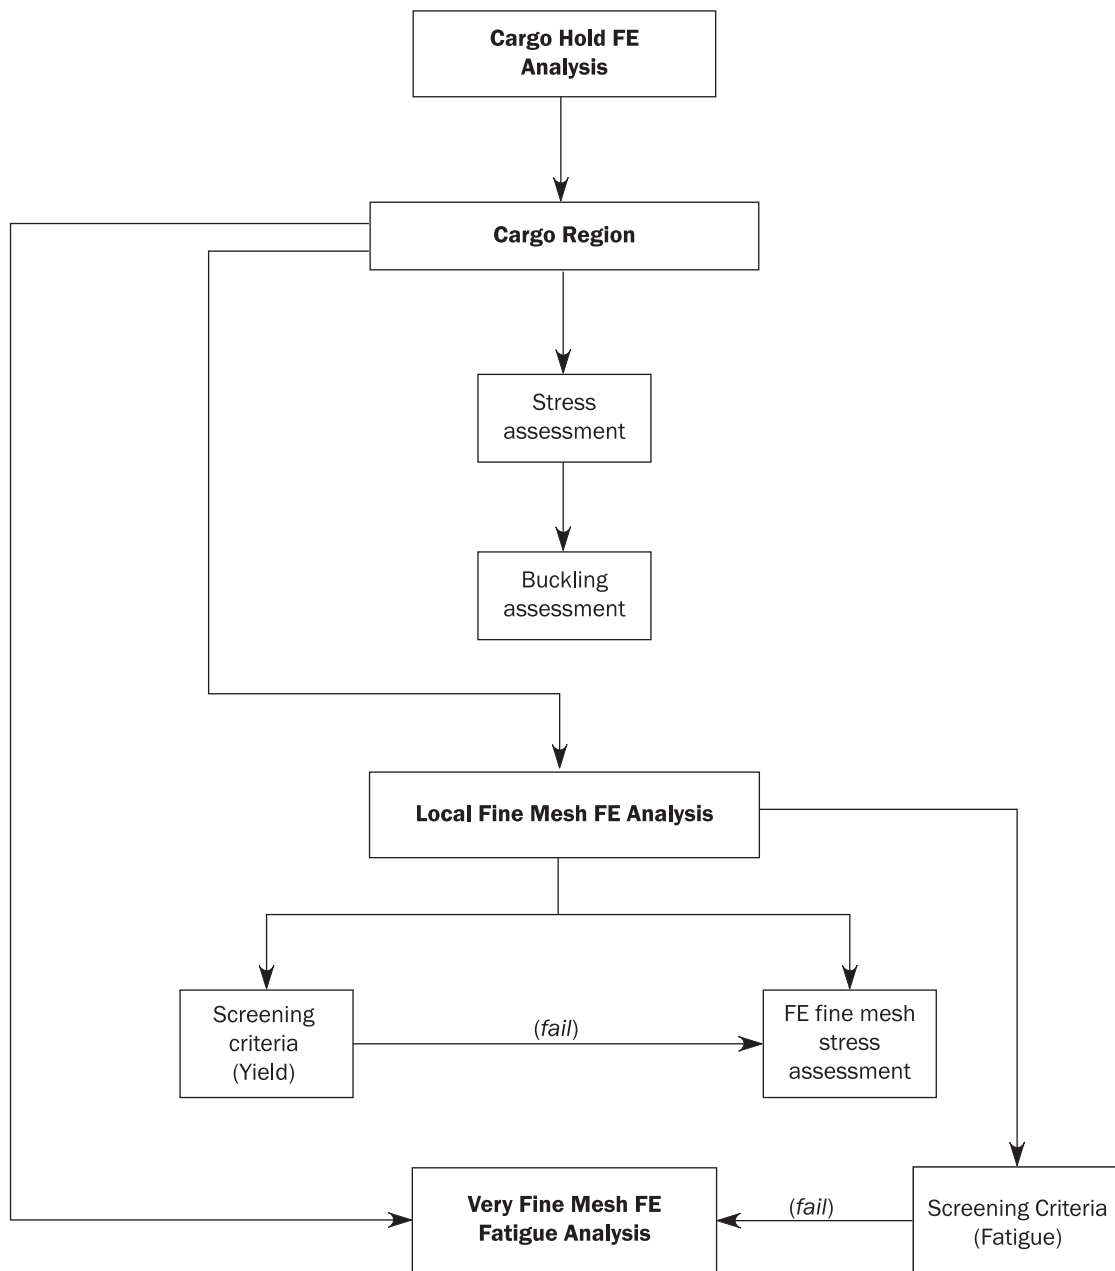 Cargo Hold FE
Analysis
Cargo Region
Stress
assessment
Buckling
assessment
Local Fine Mesh FE Analysis
Screening
criteria
(Yield)
(fail)
FE fine mesh
stress
assessment
Very Fine Mesh FE
Fatigue Analysis
(fail)
Screening Criteria
(Fatigue)